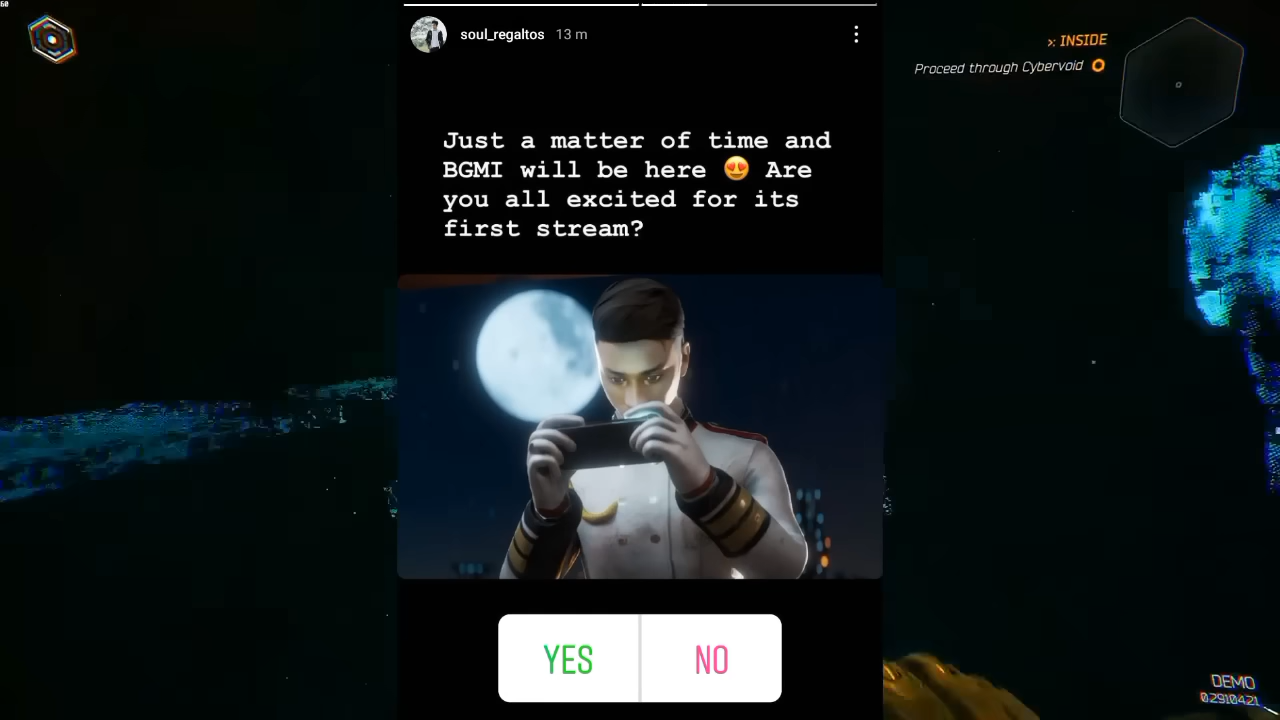 60
soul_regaltos 13 m
>: INSIDE
Proceed through Cybervoid
Just a matter of time and
BGMI will be here 😍 Are
you all excited for its
first stream?
YES NO
DEMO
02910421